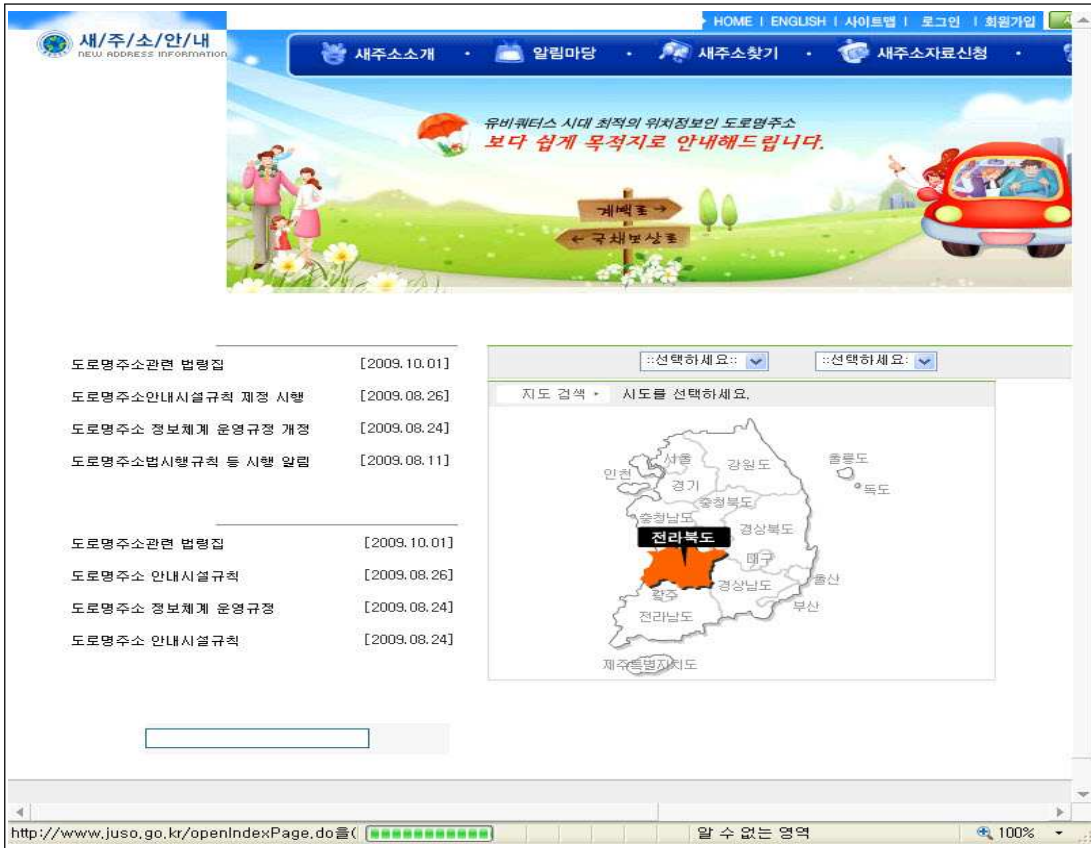 HOME | ENGLISH | 사이트맵 | 로그인 | 회원가입
새/주/소/안/내
NEW ADDRESS INFORMATION
새주소소개 · 알림마당 · 새주소찾기 · 새주소자료신청 ·
유비쿼터스 시대 최적의 위치정보인 도로명주소
보다 쉽게 목적지로 안내해드립니다.
계백로 →
← 국채보상로
도로명주소관련 법령집 [2009.10.01]
도로명주소안내시설규칙 제정 시행 [2009.08.26]
도로명주소 정보체계 운영규정 개정 [2009.08.24]
도로명주소법시행규칙 등 시행 알림 [2009.08.11]
도로명주소관련 법령집 [2009.10.01]
도로명주소 안내시설규칙 [2009.08.26]
도로명주소 정보체계 운영규정 [2009.08.24]
도로명주소 안내시설규칙 [2009.08.24]
::선택하세요:: ::선택하세요:
지도 검색 시도를 선택하세요.
서울
강원도
울릉도
인천
경기
독도
충청북도
충청남도
경상북도
전라북도
대구
경상남도
울산
광주
부산
전라남도
제주특별자치도
http://www.juso.go.kr/openIndexPage.do을( 알 수 없는 영역 100%